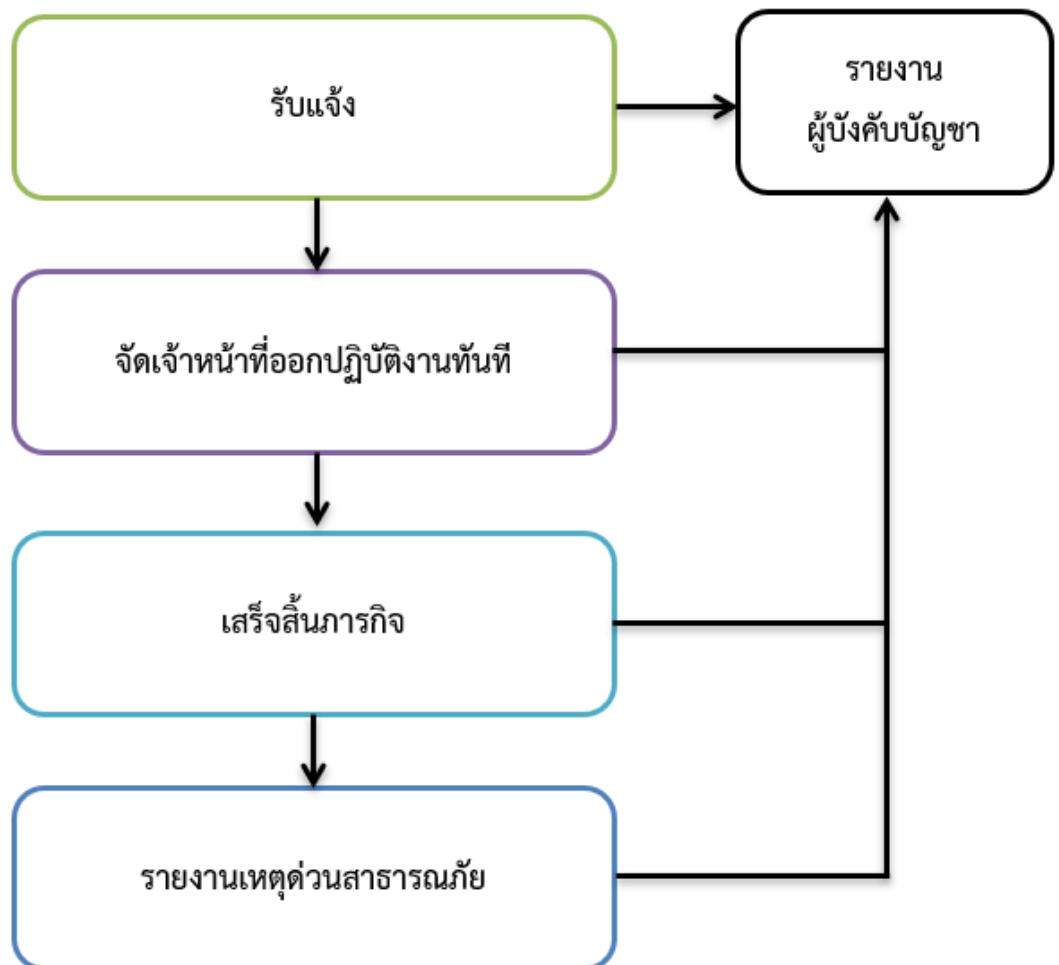 รับแจ้ง
รายงาน
ผู้บังคับบัญชา
จัดเจ้าหน้าที่ออกปฏิบัติงานทันที
เสร็จสิ้นภารกิจ
รายงานเหตุด่วนสาธารณภัย